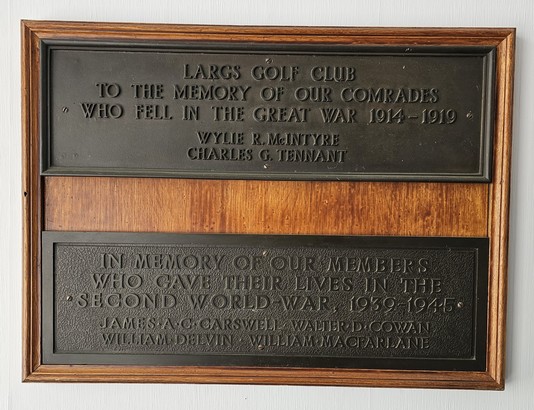 LARGS GOLF CLUB
TO THE MEMORY OF OUR COMRADES
WHO FELL IN THE GREAT WAR 1914-1919
WYLIE R. McINTYRE
CHARLES G. TENNANT
IN MEMORY OF OUR MEMBERS
WHO GAVE THEIR LIVES IN THE
SECOND WORLD-WAR, 1939-1945
JAMES·A·C·CARSWELL·WALTER·D·COWAN
WILLIAM·DELVIN·WILLIAM·MACFARLANE